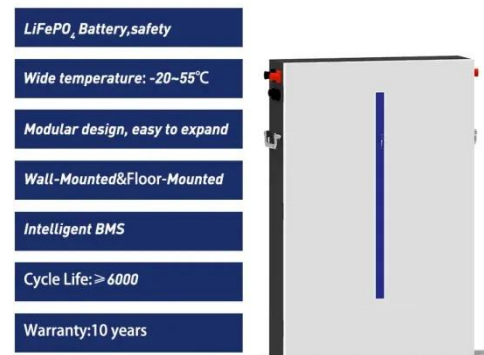 LiFePO₄ Battery,safety
Wide temperature: -20~55℃
Modular design, easy to expand
Wall-Mounted&Floor-Mounted
Intelligent BMS
Cycle Life:≥6000
Warranty:10 years